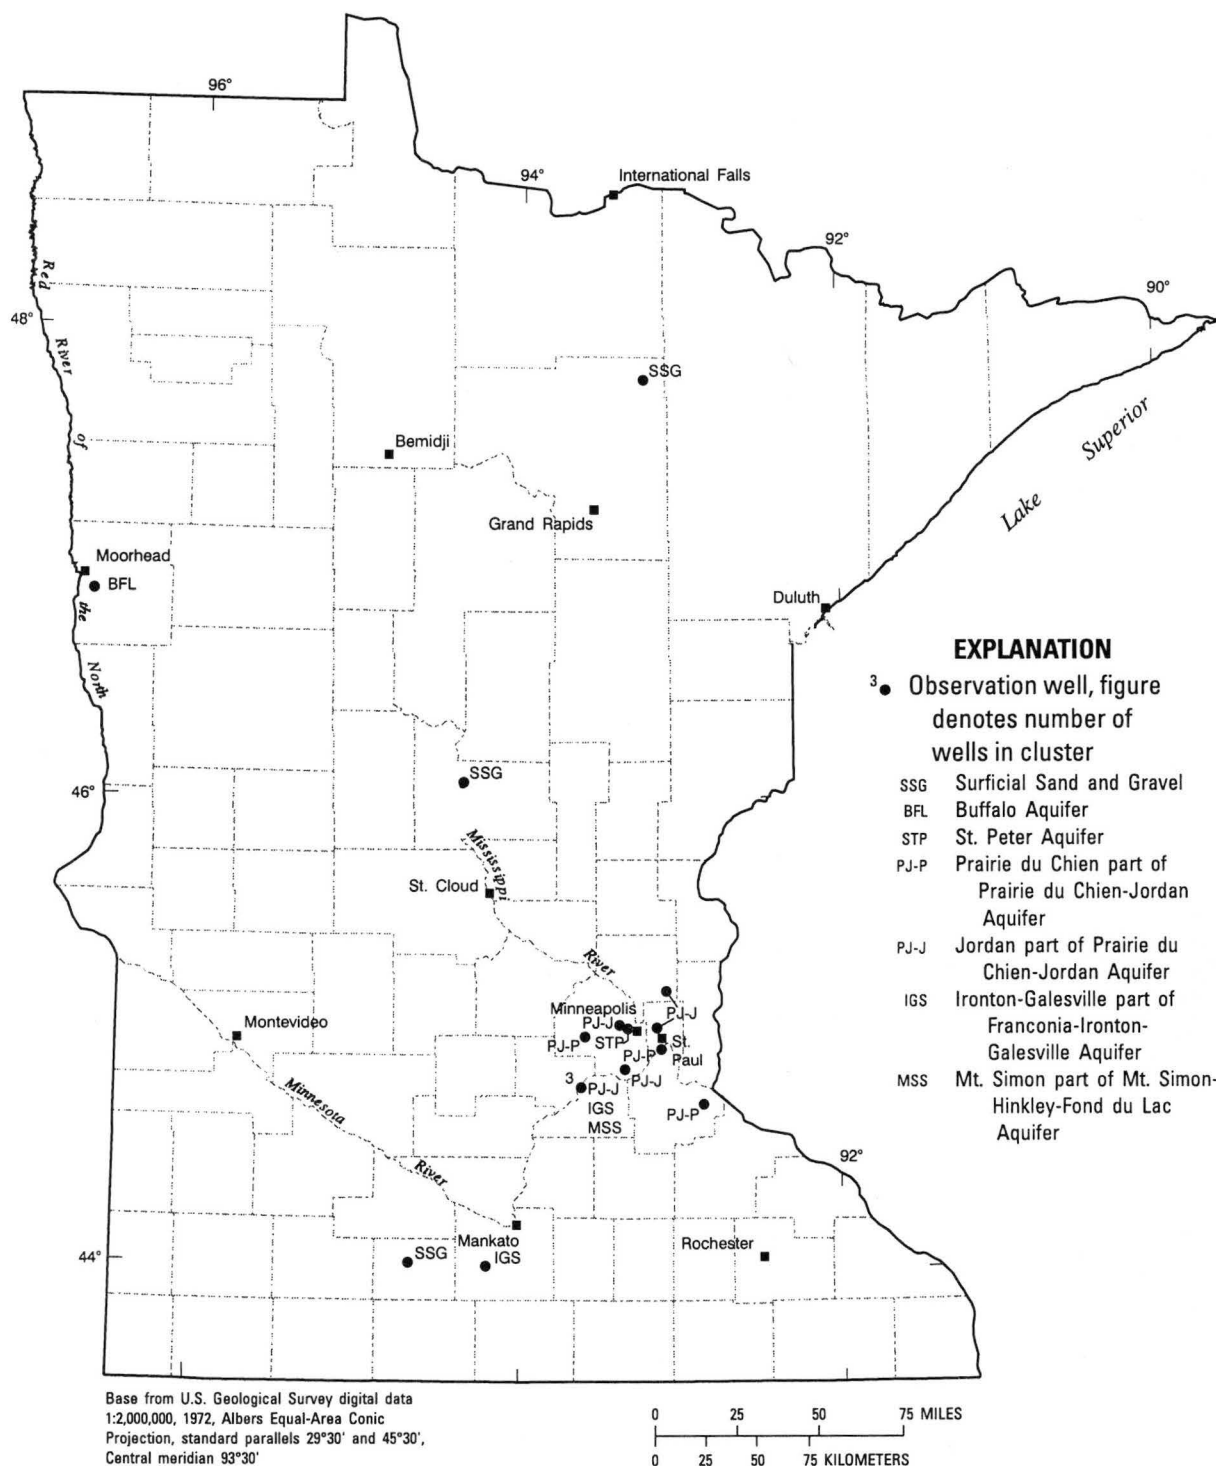 96°
94°
International Falls
92°
90°
48°
Red
River
of
the
North
SSG
Bemidji
Grand Rapids
Lake Superior
Moorhead
BFL
Duluth
EXPLANATION
3 Observation well, figure
denotes number of
wells in cluster
SSG Surficial Sand and Gravel
BFL Buffalo Aquifer
STP St. Peter Aquifer
PJ-P Prairie du Chien part of
Prairie du Chien-Jordan
Aquifer
PJ-J Jordan part of Prairie du
Chien-Jordan Aquifer
IGS Ironton-Galesville part of
Franconia-Ironton-
Galesville Aquifer
MSS Mt. Simon part of Mt. Simon-
Hinkley-Fond du Lac
Aquifer
46°
SSG
Mississippi
River
St. Cloud
Minneapolis
PJ-J
PJ-J
PJ-P
STP
St.
Paul
PJ-P
PJ-J
3
PJ-J
IGS
MSS
PJ-P
Montevideo
Minnesota
River
92°
44°
SSG
Mankato
IGS
Rochester
Base from U.S. Geological Survey digital data
1:2,000,000, 1972, Albers Equal-Area Conic
Projection, standard parallels 29°30' and 45°30',
Central meridian 93°30'
0 25 50 75 MILES
0 25 50 75 KILOMETERS